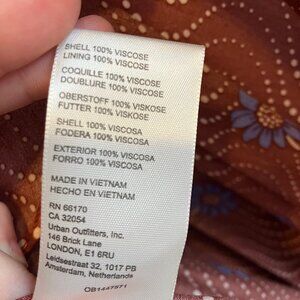 SHELL 100% VISCOSE
LINING 100% VISCOSE
COQUILLE 100% VISCOSE
DOUBLURE 100% VISCOSE
OBERSTOFF 100% VISKOSE
FUTTER 100% VISKOSE
SHELL 100% VISCOSA
FODERA 100% VISCOSA
EXTERIOR 100% VISCOSA
FORRO 100% VISCOSA
MADE IN VIETNAM
HECHO EN VIETNAM
RN 66170
CA 32054
Urban Outfitters, Inc.
146 Brick Lane
LONDON, E1 6RU
Leidsestraat 32, 1017 PB
Amsterdam, Netherlands
OB1447571